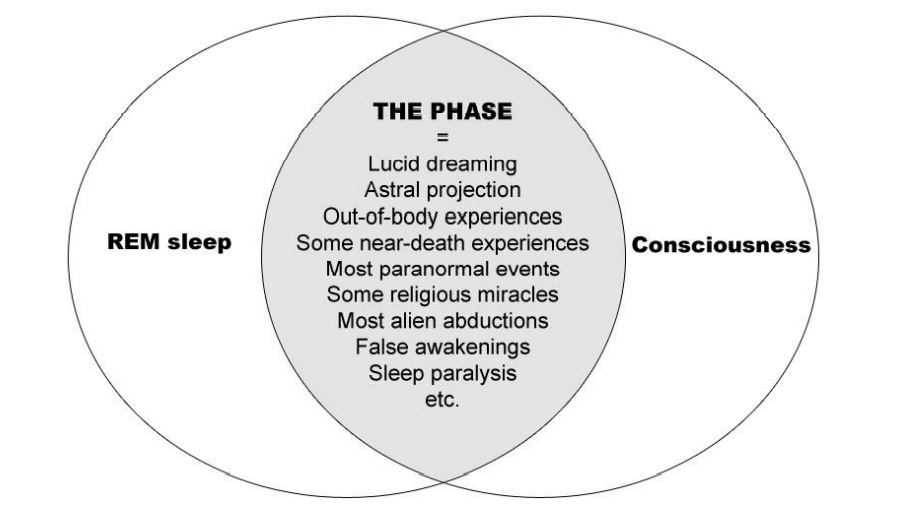 THE PHASE
=
Lucid dreaming
Astral projection
Out-of-body experiences
REM sleep
Some near-death experiences
Consciousness
Most paranormal events
Some religious miracles
Most alien abductions
False awakenings
Sleep paralysis
etc.